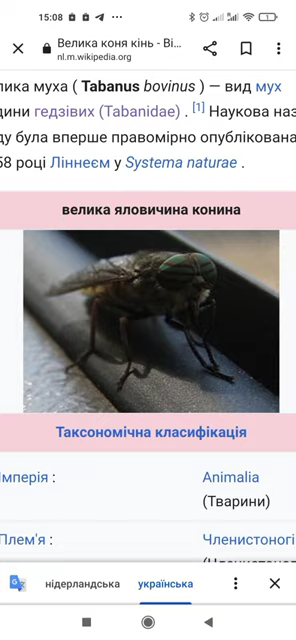 15:08
Велика коня кінь - Ві...
nl.m.wikipedia.org
лика муха ( Tabanus bovinus ) — вид мух
дини гедзівих (Tabanidae) . [1] Наукова наз
ду була вперше правомірно опублікована
58 році Ліннеєм у Systema naturae .
велика яловичина конина
Таксономічна класифікація
Імперія : Animalia
(Тварини)
Плем'я : Членистоногі
нідерландська українська